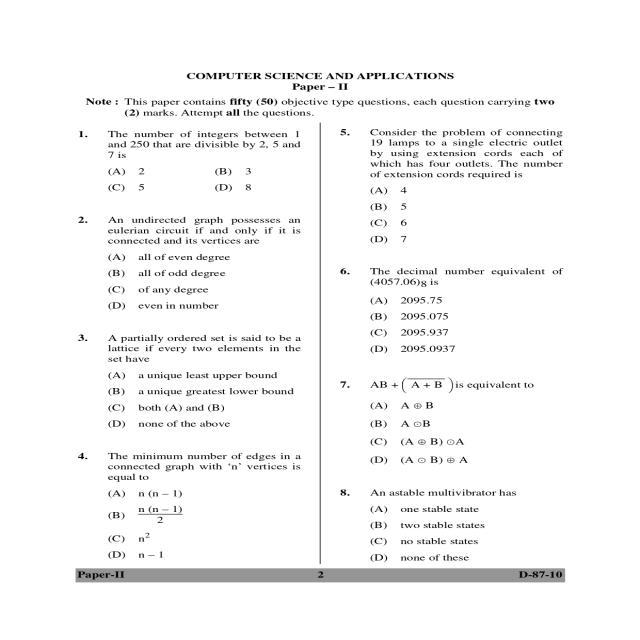 COMPUTER SCIENCE AND APPLICATIONS
Paper – II
Note : This paper contains fifty (50) objective type questions, each question carrying two
(2) marks. Attempt all the questions.
1. The number of integers between 1
and 250 that are divisible by 2, 5 and
7 is
(A) 2 (B) 3
(C) 5 (D) 8
2. An undirected graph possesses an
eulerian circuit if and only if it is
connected and its vertices are
(A) all of even degree
(B) all of odd degree
(C) of any degree
(D) even in number
3. A partially ordered set is said to be a
lattice if every two elements in the
set have
(A) a unique least upper bound
(B) a unique greatest lower bound
(C) both (A) and (B)
(D) none of the above
4. The minimum number of edges in a
connected graph with ‘n’ vertices is
equal to
(A) n (n – 1)
(B) n (n – 1)
2
(C) n²
(D) n – 1
5. Consider the problem of connecting
19 lamps to a single electric outlet
by using extension cords each of
which has four outlets. The number
of extension cords required is
(A) 4
(B) 5
(C) 6
(D) 7
6. The decimal number equivalent of
(4057.06)8 is
(A) 2095.75
(B) 2095.075
(C) 2095.937
(D) 2095.0937
7. AB + (A̅ ̅+̅ ̅B̅) is equivalent to
(A) A ⊕ B
(B) A ⊙B
(C) (A ⊕ B) ⊙A
(D) (A ⊙ B) ⊕ A
8. An astable multivibrator has
(A) one stable state
(B) two stable states
(C) no stable states
(D) none of these
Paper-II 2 D-87-10